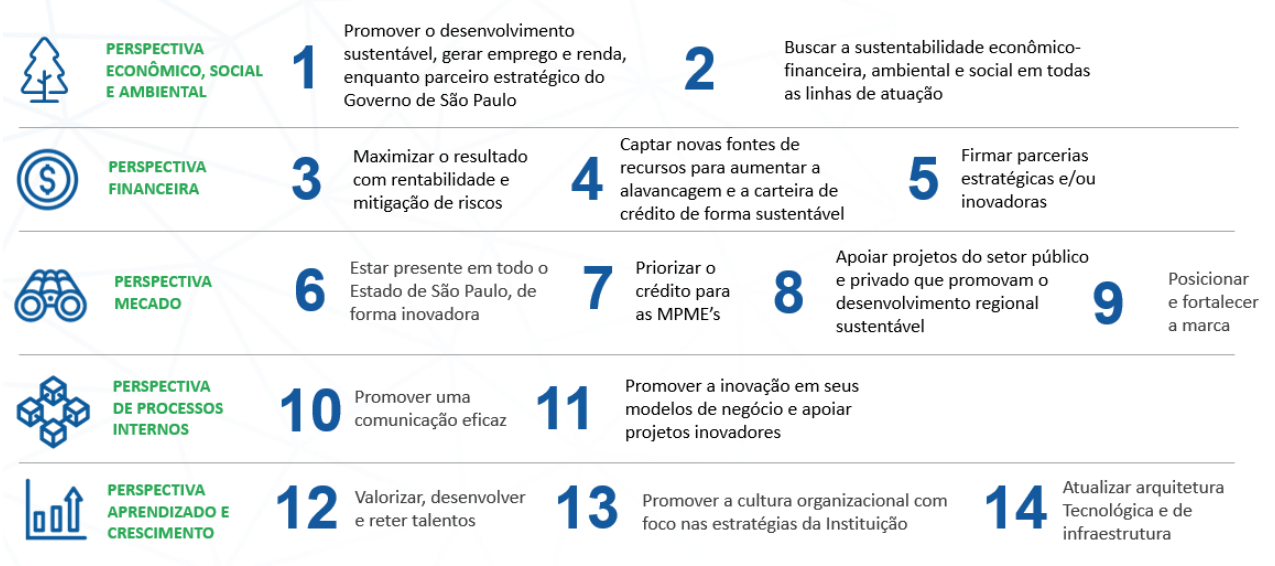 PERSPECTIVA
ECONÔMICO, SOCIAL
E AMBIENTAL
1
Promover o desenvolvimento
sustentável, gerar emprego e renda,
enquanto parceiro estratégico do
Governo de São Paulo
2
Buscar a sustentabilidade econômico-
financeira, ambiental e social em todas
as linhas de atuação
PERSPECTIVA
FINANCEIRA
3
Maximizar o resultado
com rentabilidade e
mitigação de riscos
4
Captar novas fontes de
recursos para aumentar a
alavancagem e a carteira de
crédito de forma sustentável
5
Firmar parcerias
estratégicas e/ou
inovadoras
PERSPECTIVA
MECADO
6
Estar presente em todo o
Estado de São Paulo, de
forma inovadora
7
Priorizar o
crédito para
as MPME’s
8
Apoiar projetos do setor público
e privado que promovam o
desenvolvimento regional
sustentável
9
Posicionar
e fortalecer
a marca
PERSPECTIVA
DE PROCESSOS
INTERNOS
10
Promover uma
comunicação eficaz
11
Promover a inovação em seus
modelos de negócio e apoiar
projetos inovadores
PERSPECTIVA
APRENDIZADO E
CRESCIMENTO
12
Valorizar, desenvolver
e reter talentos
13
Promover a cultura organizacional com
foco nas estratégias da Instituição
14
Atualizar arquitetura
Tecnológica e de
infraestrutura